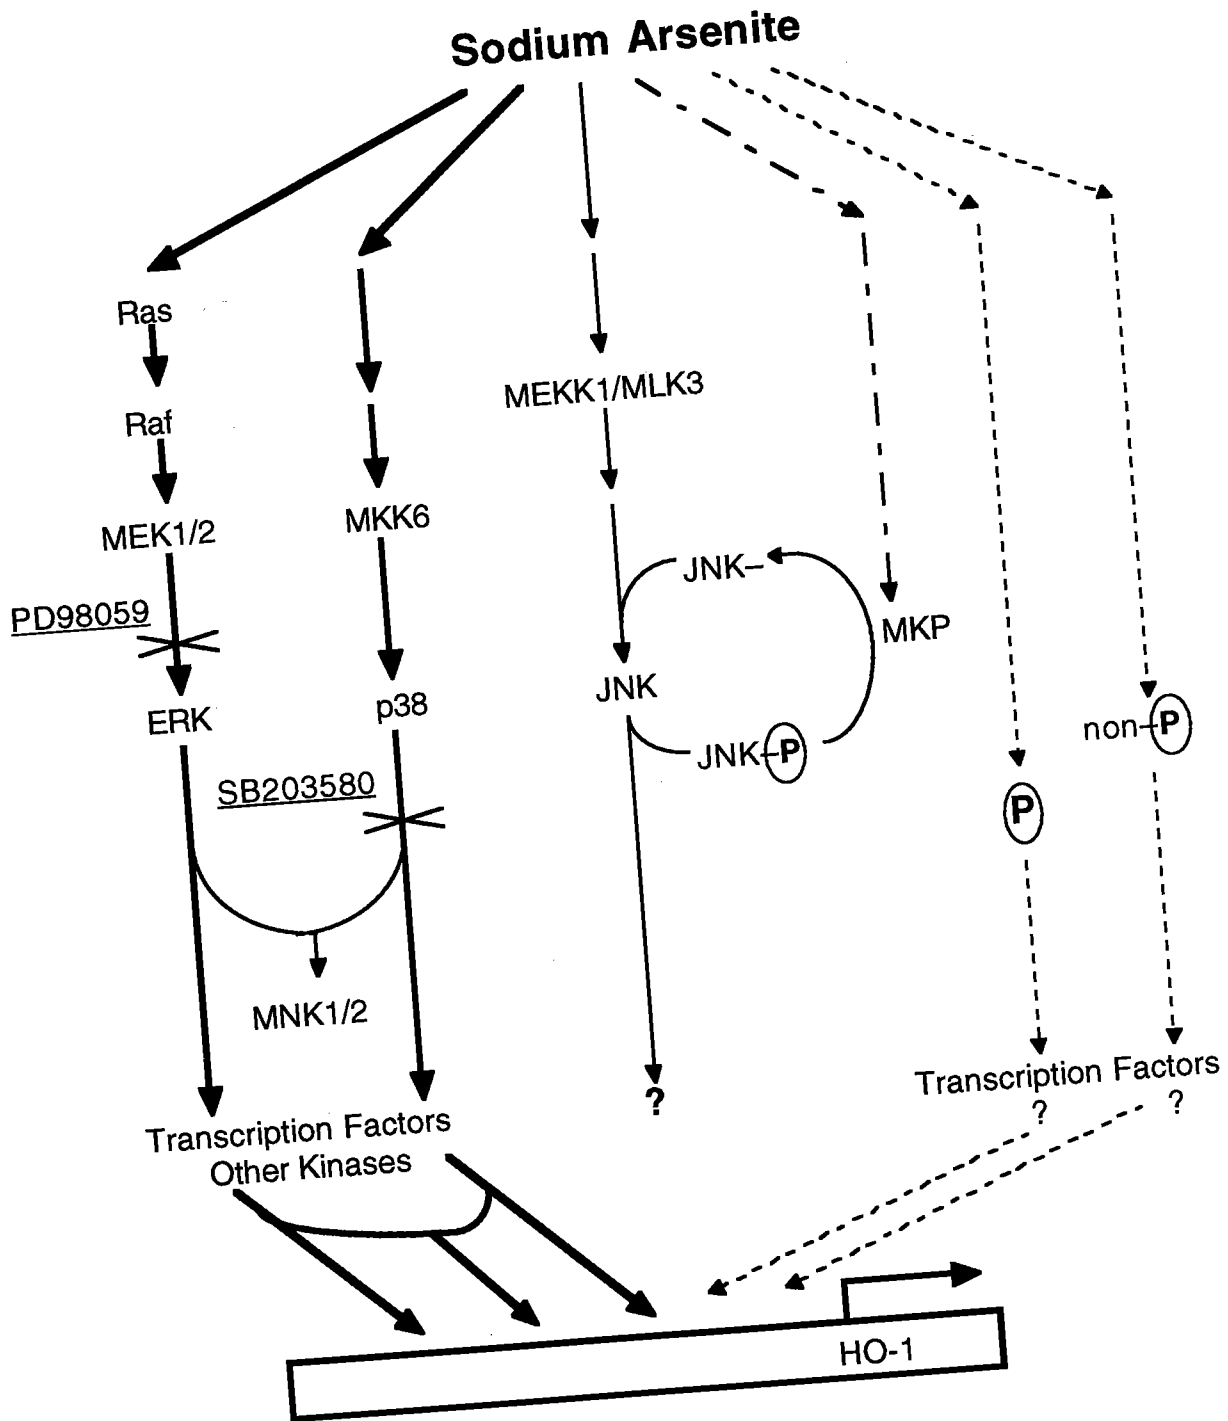 Sodium Arsenite
Ras
Raf
MEKK1/MLK3
MEK1/2
MKK6
JNK–
PD98059
MKP
ERK
p38
JNK
non–P
SB203580
JNK–P
P
MNK1/2
Transcription Factors
? ?
?
Transcription Factors
Other Kinases
HO-1